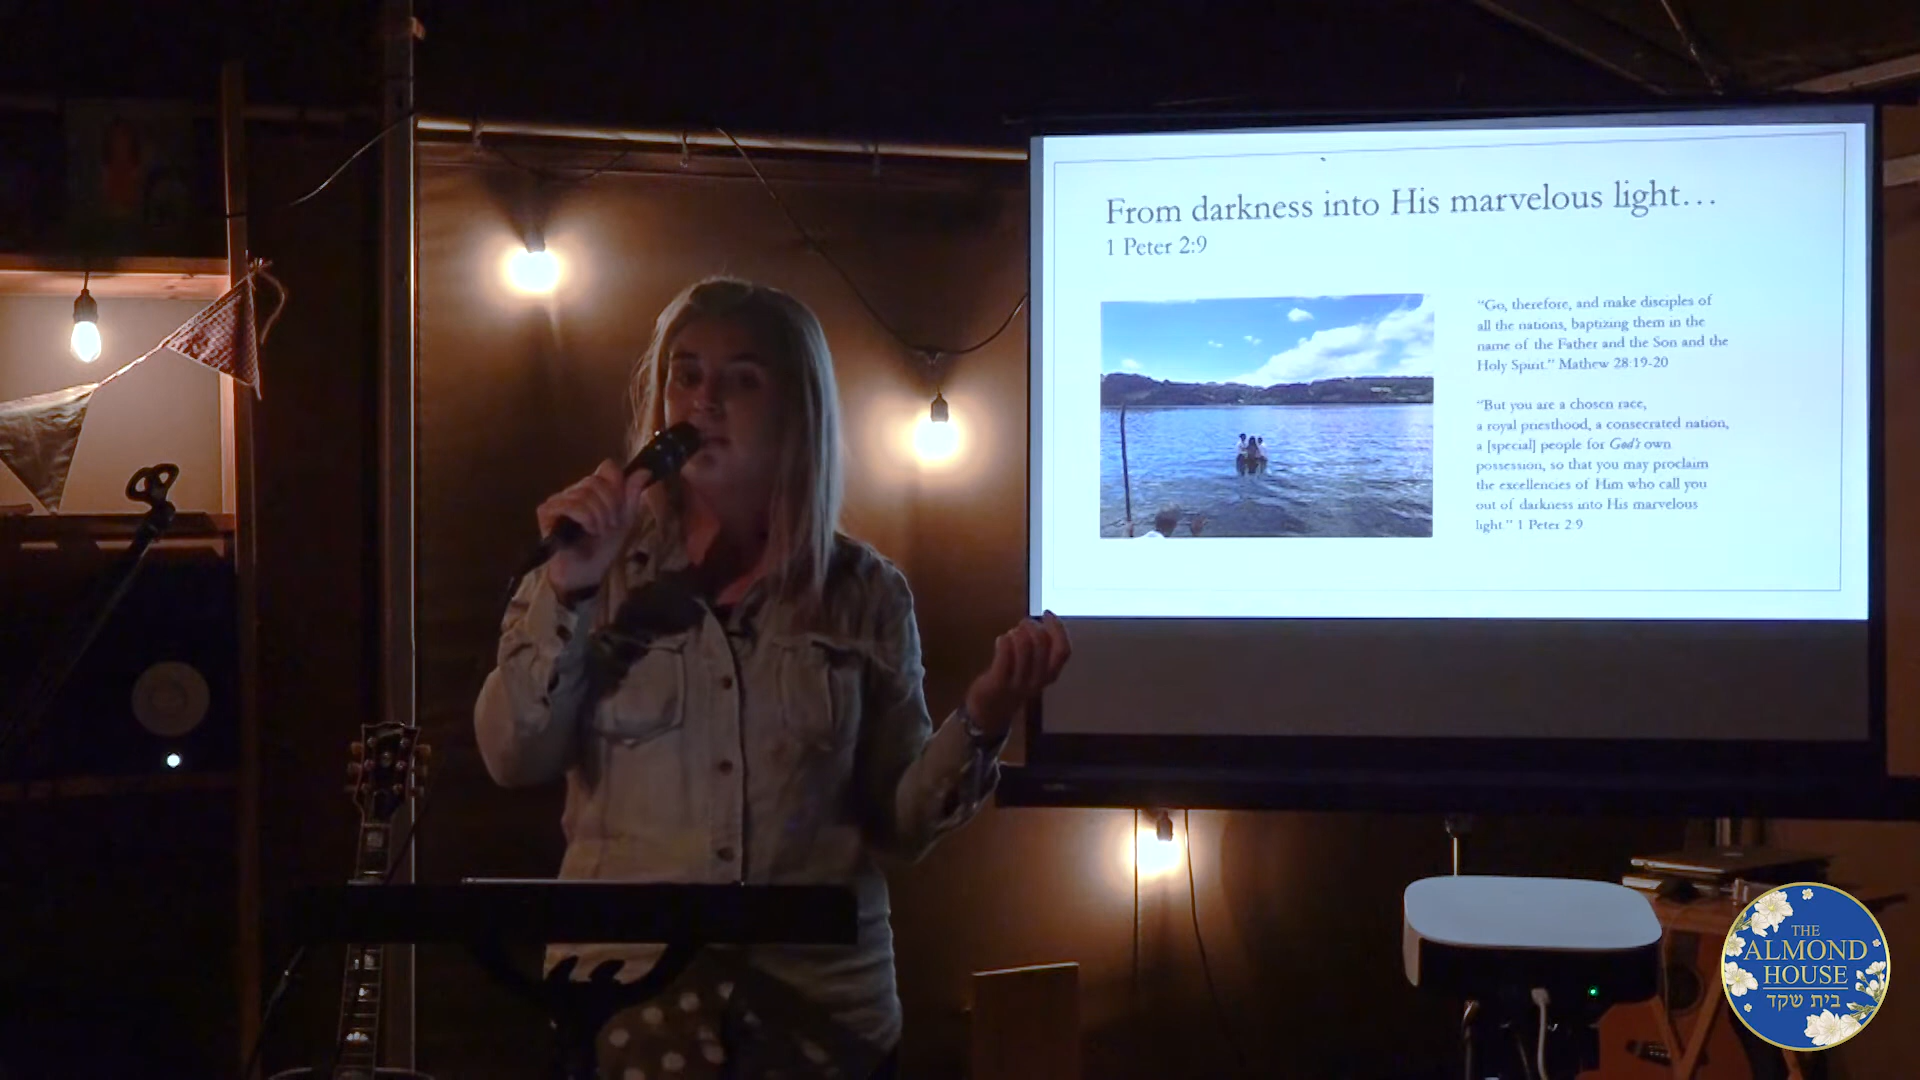 From darkness into His marvelous light…
1 Peter 2:9
“Go, therefore, and make disciples of
all the nations, baptizing them in the
name of the Father and the Son and the
Holy Spirit.” Mathew 28:19-20
“But you are a chosen race,
a royal priesthood, a consecrated nation,
a [special] people for God’s own
possession, so that you may proclaim
the excellencies of Him who call you
out of darkness into His marvelous
light.” 1 Peter 2:9
THE
ALMOND
HOUSE
בית שקד